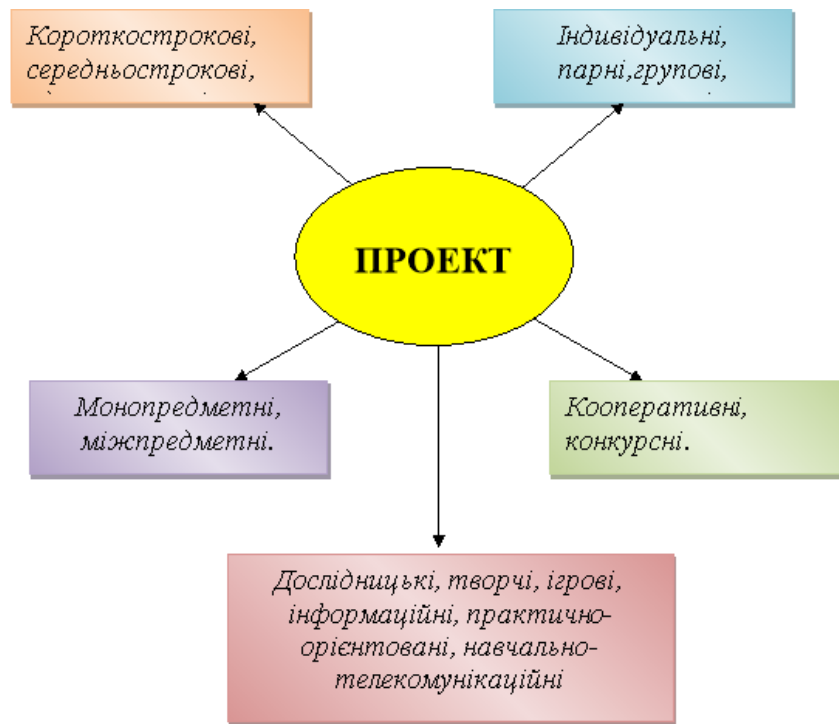 Короткострокові,
середньострокові,
Індивідуальні,
парні,групові,
ПРОЕКТ
Монопредметні,
міжпредметні.
Кооперативні,
конкурсні.
Дослідницькі, творчі, ігрові,
інформаційні, практично-
орієнтовані, навчально-
телекомунікаційні